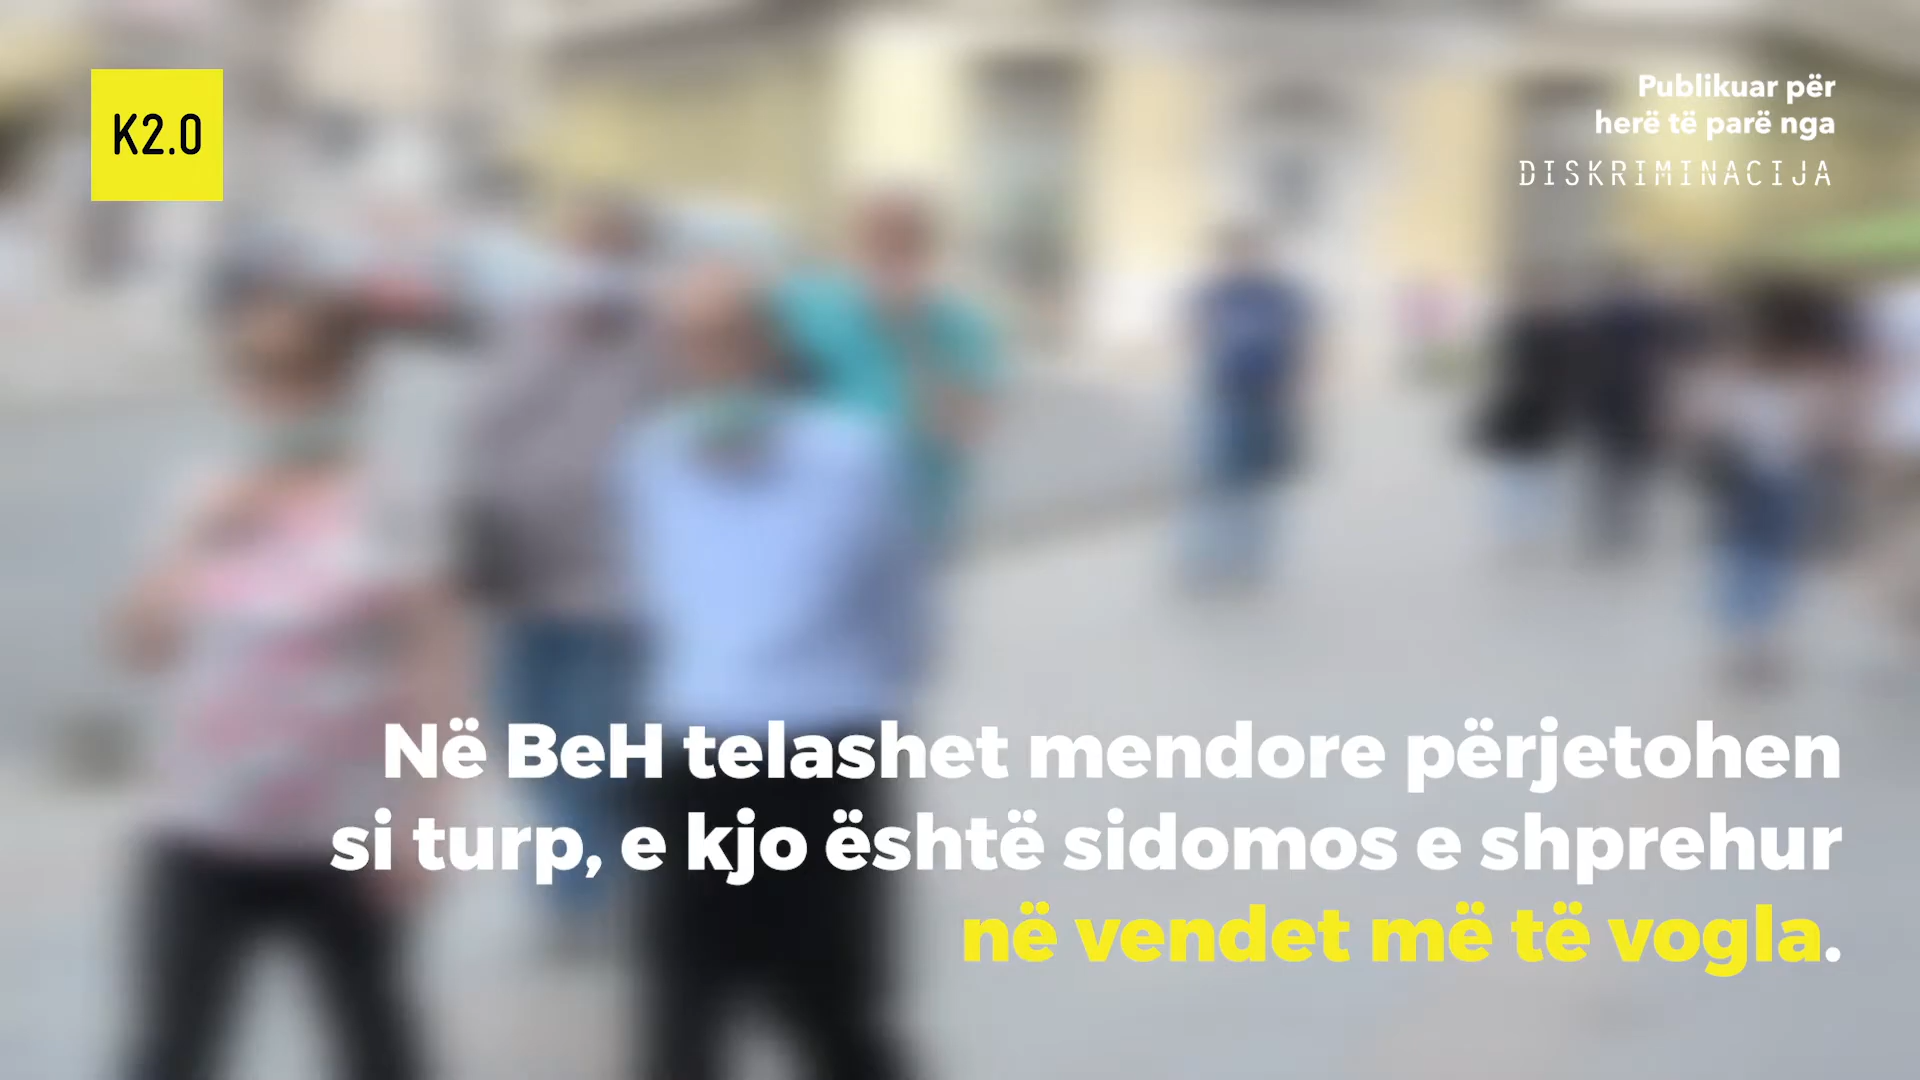 K2.0
Publikuar për
herë të parë nga
DISKRIMINACIJA
Në BeH telashet mendore përjetohen
si turp, e kjo është sidomos e shprehur
në vendet më të vogla.